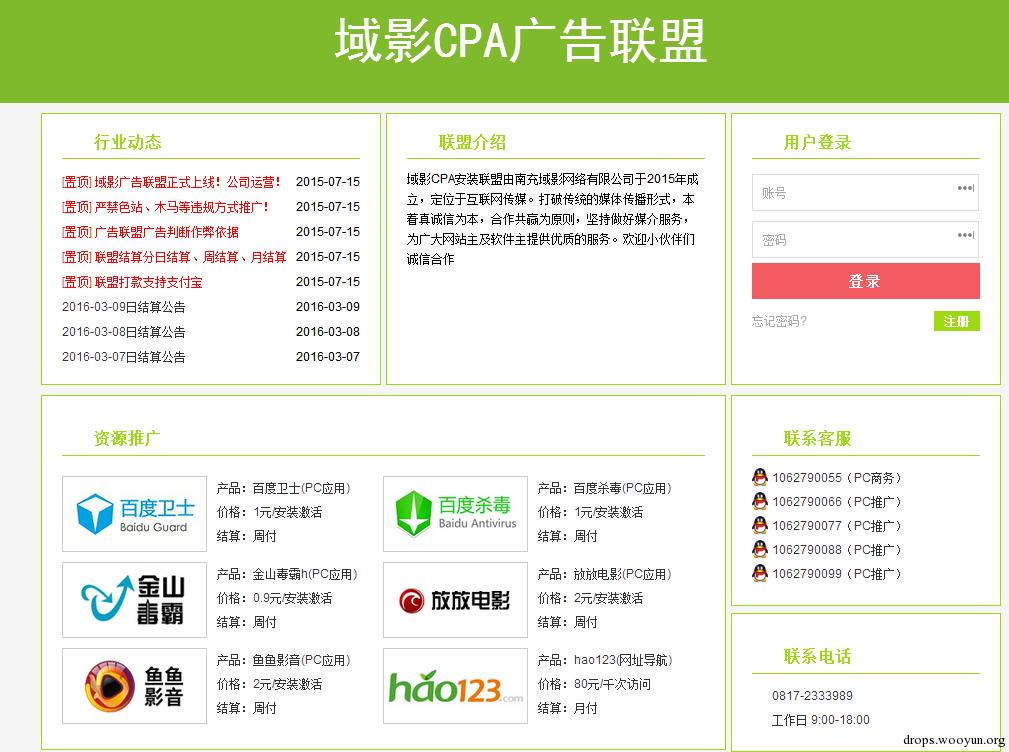 域影CPA广告联盟
行业动态
[置顶] 域影广告联盟正式上线！公司运营！ 2015-07-15
[置顶] 严禁色站、木马等违规方式推广！ 2015-07-15
[置顶] 广告联盟广告判断作弊依据 2015-07-15
[置顶] 联盟结算分日结算、周结算、月结算 2015-07-15
[置顶] 联盟打款支持支付宝 2015-07-15
2016-03-09日结算公告 2016-03-09
2016-03-08日结算公告 2016-03-08
2016-03-07日结算公告 2016-03-07
联盟介绍
域影CPA安装联盟由南充域影网络有限公司于2015年成
立，定位于互联网传媒。打破传统的媒体传播形式，本
着真诚信为本，合作共赢为原则，坚持做好媒介服务，
为广大网站主及软件主提供优质的服务。欢迎小伙伴们
诚信合作
用户登录
账号
密码
登录
忘记密码? 注册
资源推广
百度卫士
Baidu Guard
产品：百度卫士(PC应用)
价格：1元/安装激活
结算：周付
百度杀毒
Baidu Antivirus
产品：百度杀毒(PC应用)
价格：1元/安装激活
结算：周付
金山
毒霸
产品：金山毒霸h(PC应用)
价格：0.9元/安装激活
结算：周付
放放电影
产品：放放电影(PC应用)
价格：2元/安装激活
结算：周付
鱼鱼
影音
产品：鱼鱼影音(PC应用)
价格：2元/安装激活
结算：周付
hao123.com
产品：hao123(网址导航)
价格：80元/千次访问
结算：月付
联系客服
1062790055（PC商务）
1062790066（PC推广）
1062790077（PC推广）
1062790088（PC推广）
1062790099（PC推广）
联系电话
0817-2333989
工作日 9:00-18:00
drops.wooyun.org